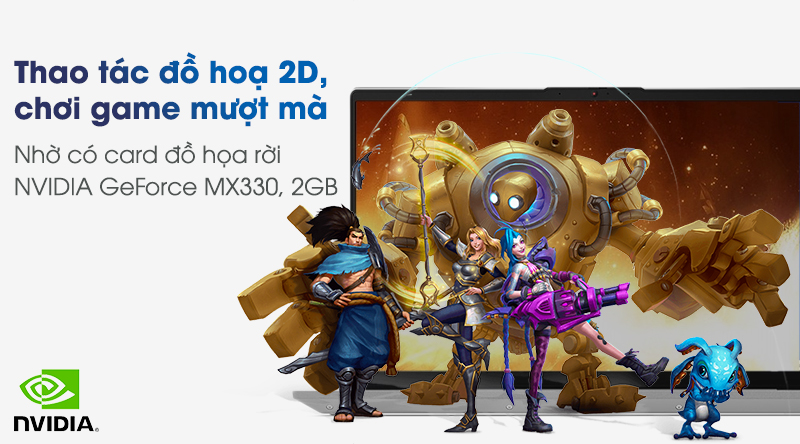 Thao tác đồ hoạ 2D,
chơi game mượt mà
Nhờ có card đồ họa rời
NVIDIA GeForce MX330, 2GB
NVIDIA.